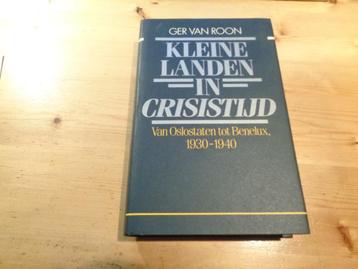 GER VAN ROON
KLEINE
LANDEN
IN
CRISISTIJD
Van Oslostaten tot Benelux,
1930-1940